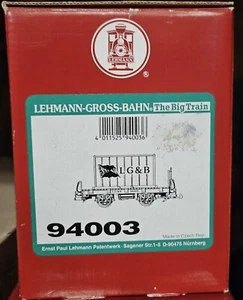 LEHMANN
®
LEHMANN-GROSS-BAHN® The Big Train
4 011525 940036
LG&B
94003
Made in Czech Rep.
Ernst Paul Lehmann Patentwerk · Saganer Str. 1-5 D-90475 Nürnberg